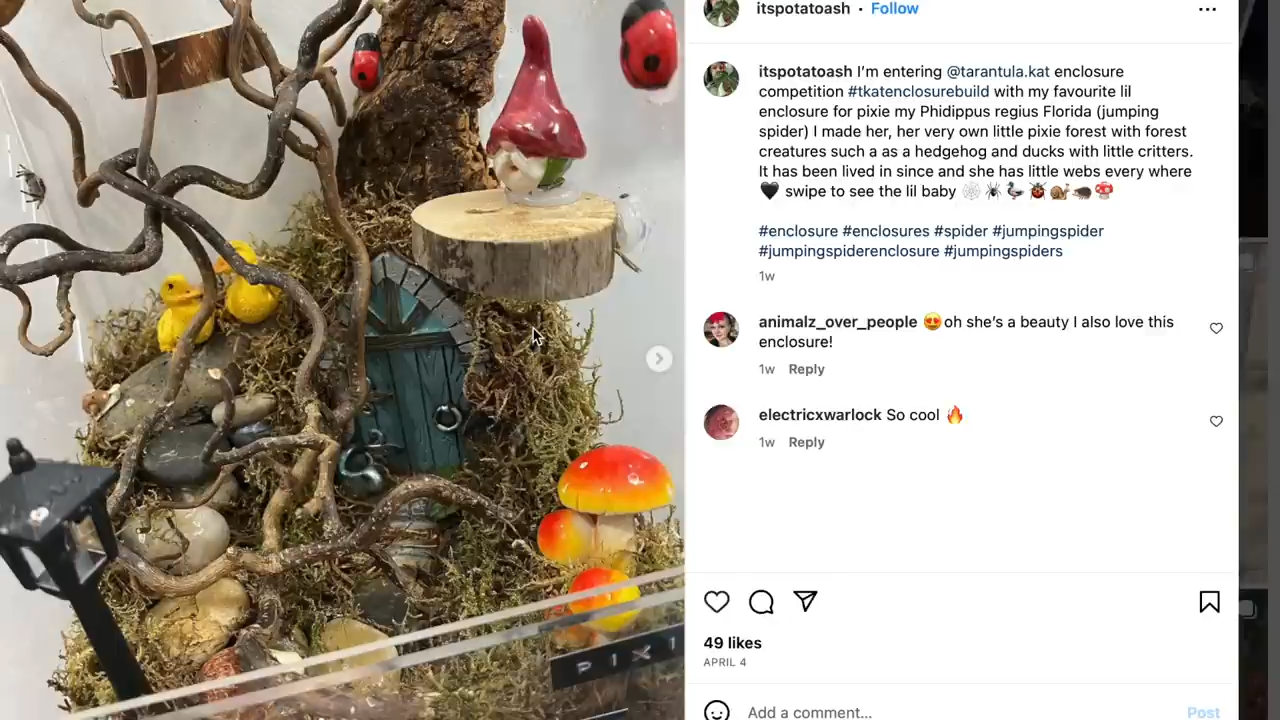 itspotatoash • Follow
itspotatoash I'm entering @tarantula.kat enclosure
competition #tkatenclosurebuild with my favourite lil
enclosure for pixie my Phidippus regius Florida (jumping
spider) I made her, her very own little pixie forest with forest
creatures such a as a hedgehog and ducks with little critters.
It has been lived in since and she has little webs every where
🖤 swipe to see the lil baby 🕸️🕷️🦆🐞🐌🦔🍄
#enclosure #enclosures #spider #jumpingspider
#jumpingspiderenclosure #jumpingspiders
1w
animalz_over_people 😍oh she's a beauty I also love this
enclosure!
1w Reply
electricxwarlock So cool 🔥
1w Reply
49 likes
APRIL 4
Add a comment... Post
PIXI